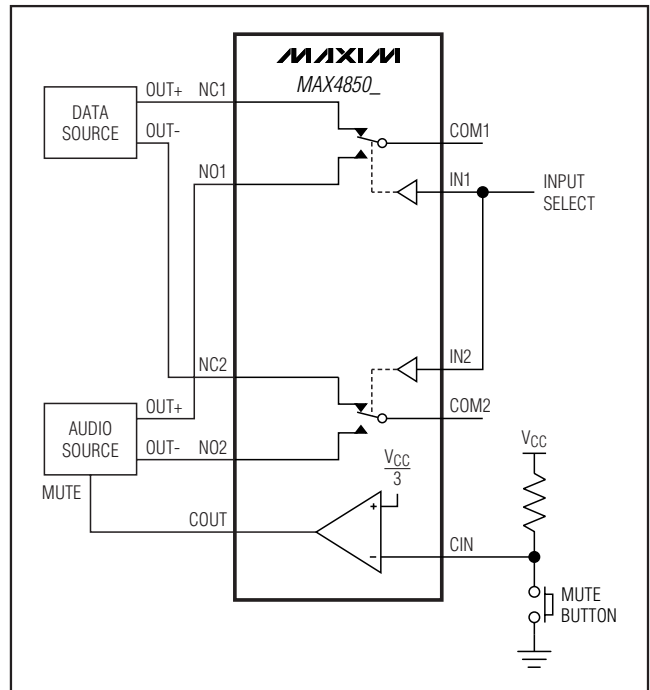 MAXIM
MAX4850_
OUT+ NC1
DATA
SOURCE
OUT-
COM1
NO1
IN1
INPUT
SELECT
NC2
IN2
OUT+
COM2
AUDIO
SOURCE
OUT- NO2
MUTE
VCC
3
VCC
COUT
+
-
CIN
MUTE
BUTTON